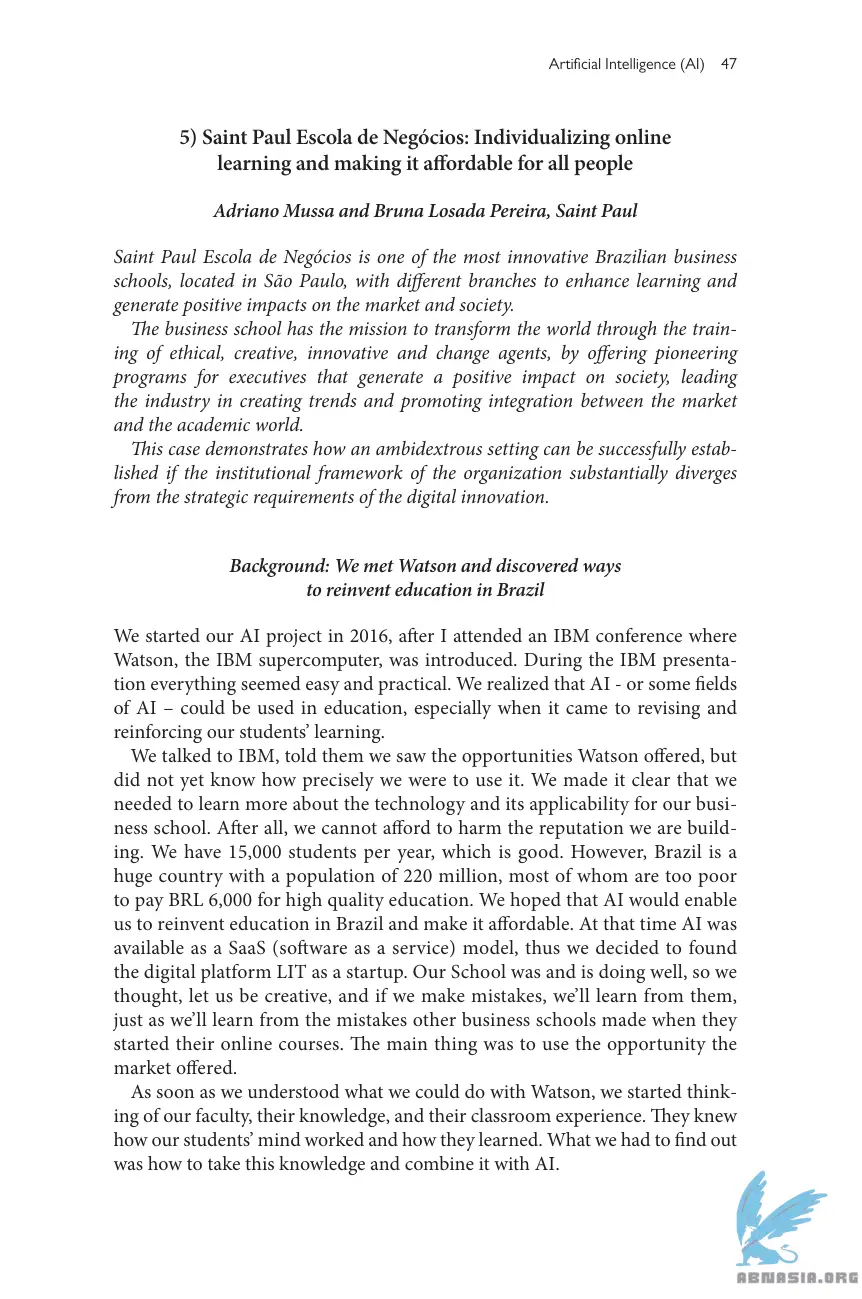 Artificial Intelligence (AI) 47
5) Saint Paul Escola de Negócios: Individualizing online
learning and making it affordable for all people
Adriano Mussa and Bruna Losada Pereira, Saint Paul
Saint Paul Escola de Negócios is one of the most innovative Brazilian business
schools, located in São Paulo, with different branches to enhance learning and
generate positive impacts on the market and society.
The business school has the mission to transform the world through the train-
ing of ethical, creative, innovative and change agents, by offering pioneering
programs for executives that generate a positive impact on society, leading
the industry in creating trends and promoting integration between the market
and the academic world.
This case demonstrates how an ambidextrous setting can be successfully estab-
lished if the institutional framework of the organization substantially diverges
from the strategic requirements of the digital innovation.
Background: We met Watson and discovered ways
to reinvent education in Brazil
We started our AI project in 2016, after I attended an IBM conference where
Watson, the IBM supercomputer, was introduced. During the IBM presenta-
tion everything seemed easy and practical. We realized that AI - or some fields
of AI – could be used in education, especially when it came to revising and
reinforcing our students’ learning.
We talked to IBM, told them we saw the opportunities Watson offered, but
did not yet know how precisely we were to use it. We made it clear that we
needed to learn more about the technology and its applicability for our busi-
ness school. After all, we cannot afford to harm the reputation we are build-
ing. We have 15,000 students per year, which is good. However, Brazil is a
huge country with a population of 220 million, most of whom are too poor
to pay BRL 6,000 for high quality education. We hoped that AI would enable
us to reinvent education in Brazil and make it affordable. At that time AI was
available as a SaaS (software as a service) model, thus we decided to found
the digital platform LIT as a startup. Our School was and is doing well, so we
thought, let us be creative, and if we make mistakes, we’ll learn from them,
just as we’ll learn from the mistakes other business schools made when they
started their online courses. The main thing was to use the opportunity the
market offered.
As soon as we understood what we could do with Watson, we started think-
ing of our faculty, their knowledge, and their classroom experience. They knew
how our students’ mind worked and how they learned. What we had to find out
was how to take this knowledge and combine it with AI.
ABNASIA.ORG